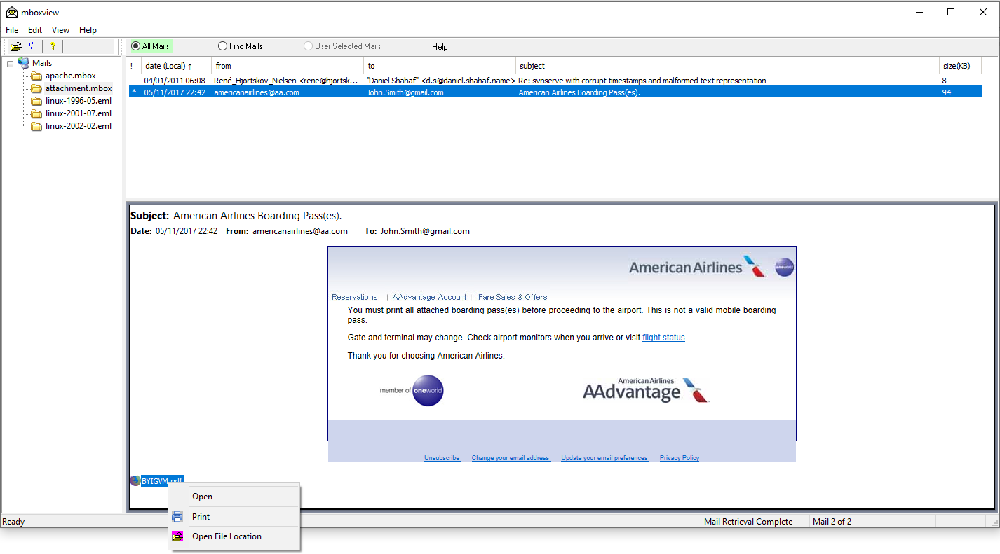 mboxview
File Edit View Help
? All Mails Find Mails User Selected Mails Help
Mails
apache.mbox
attachment.mbox
linux-1996-05.eml
linux-2001-07.eml
linux-2002-02.eml
! date (Local) ↑ from to subject size(KB)
04/01/2011 06:08 René_Hjortskov_Nielsen <rene@hjortsk... "Daniel Shahaf" <d.s@daniel.shahaf.name> Re: svnserve with corrupt timestamps and malformed text representation 8
* 05/11/2017 22:42 americanairlines@aa.com John.Smith@gmail.com American Airlines Boarding Pass(es). 94
Subject: American Airlines Boarding Pass(es).
Date: 05/11/2017 22:42 From: americanairlines@aa.com To: John.Smith@gmail.com
American Airlines oneworld
Reservations | AAdvantage Account | Fare Sales & Offers
You must print all attached boarding pass(es) before proceeding to the airport. This is not a valid mobile boarding
pass.
Gate and terminal may change. Check airport monitors when you arrive or visit flight status
Thank you for choosing American Airlines.
member of oneworld
American Airlines
AAdvantage
Unsubscribe Change your email address Update your email preferences Privacy Policy
BYIGVM.pdf
Open
Print
Open File Location
Ready Mail Retrieval Complete Mail 2 of 2